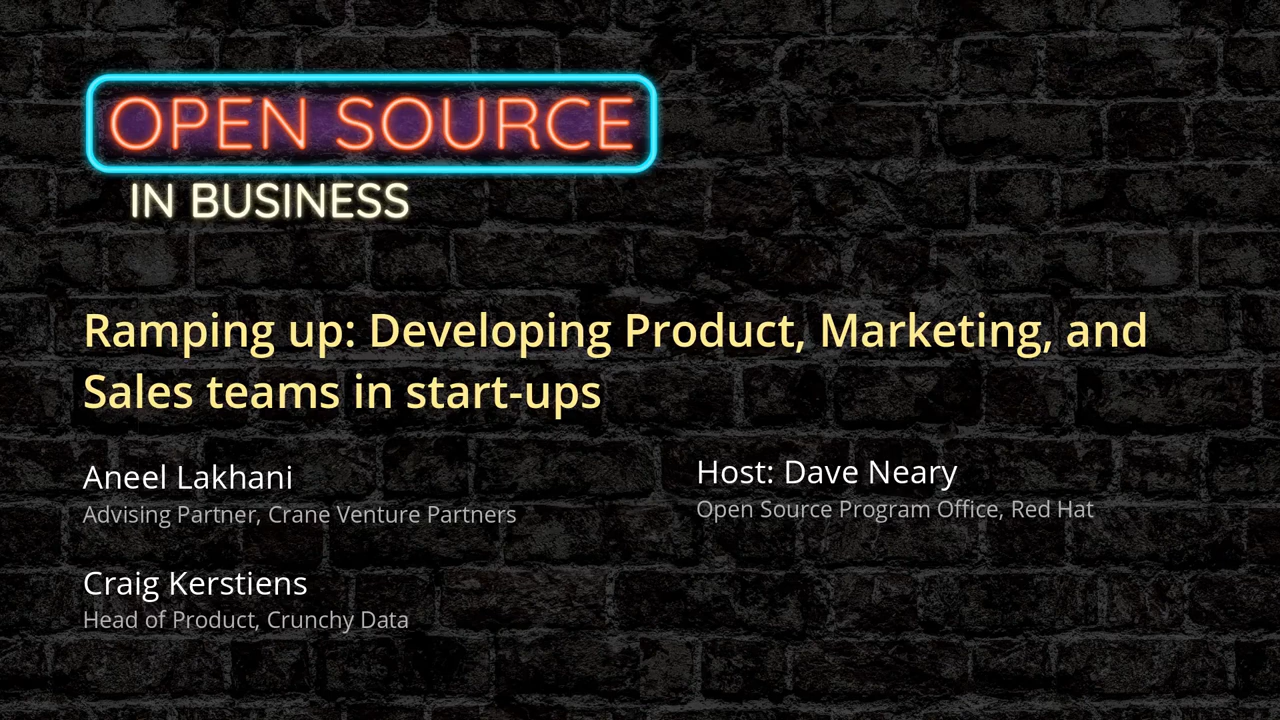 OPEN SOURCE
IN BUSINESS
Ramping up: Developing Product, Marketing, and
Sales teams in start-ups
Aneel Lakhani
Advising Partner, Crane Venture Partners
Craig Kerstiens
Head of Product, Crunchy Data
Host: Dave Neary
Open Source Program Office, Red Hat